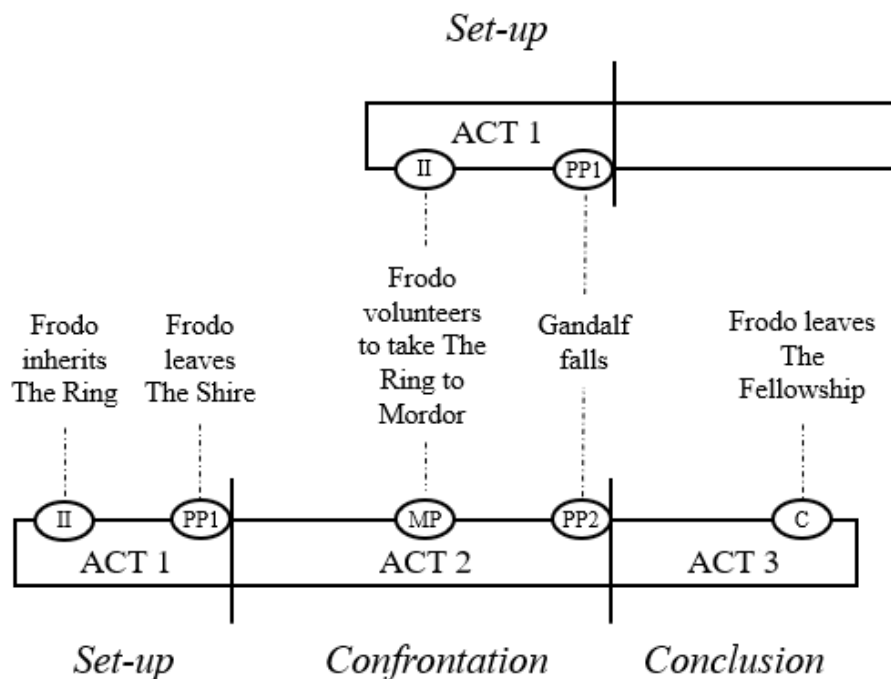 Set-up
ACT 1
II
PP1
Frodo
inherits
The Ring
Frodo
leaves
The Shire
Frodo
volunteers
to take The
Ring to
Mordor
Gandalf
falls
Frodo leaves
The
Fellowship
II
PP1
MP
PP2
C
ACT 1
ACT 2
ACT 3
Set-up
Confrontation
Conclusion